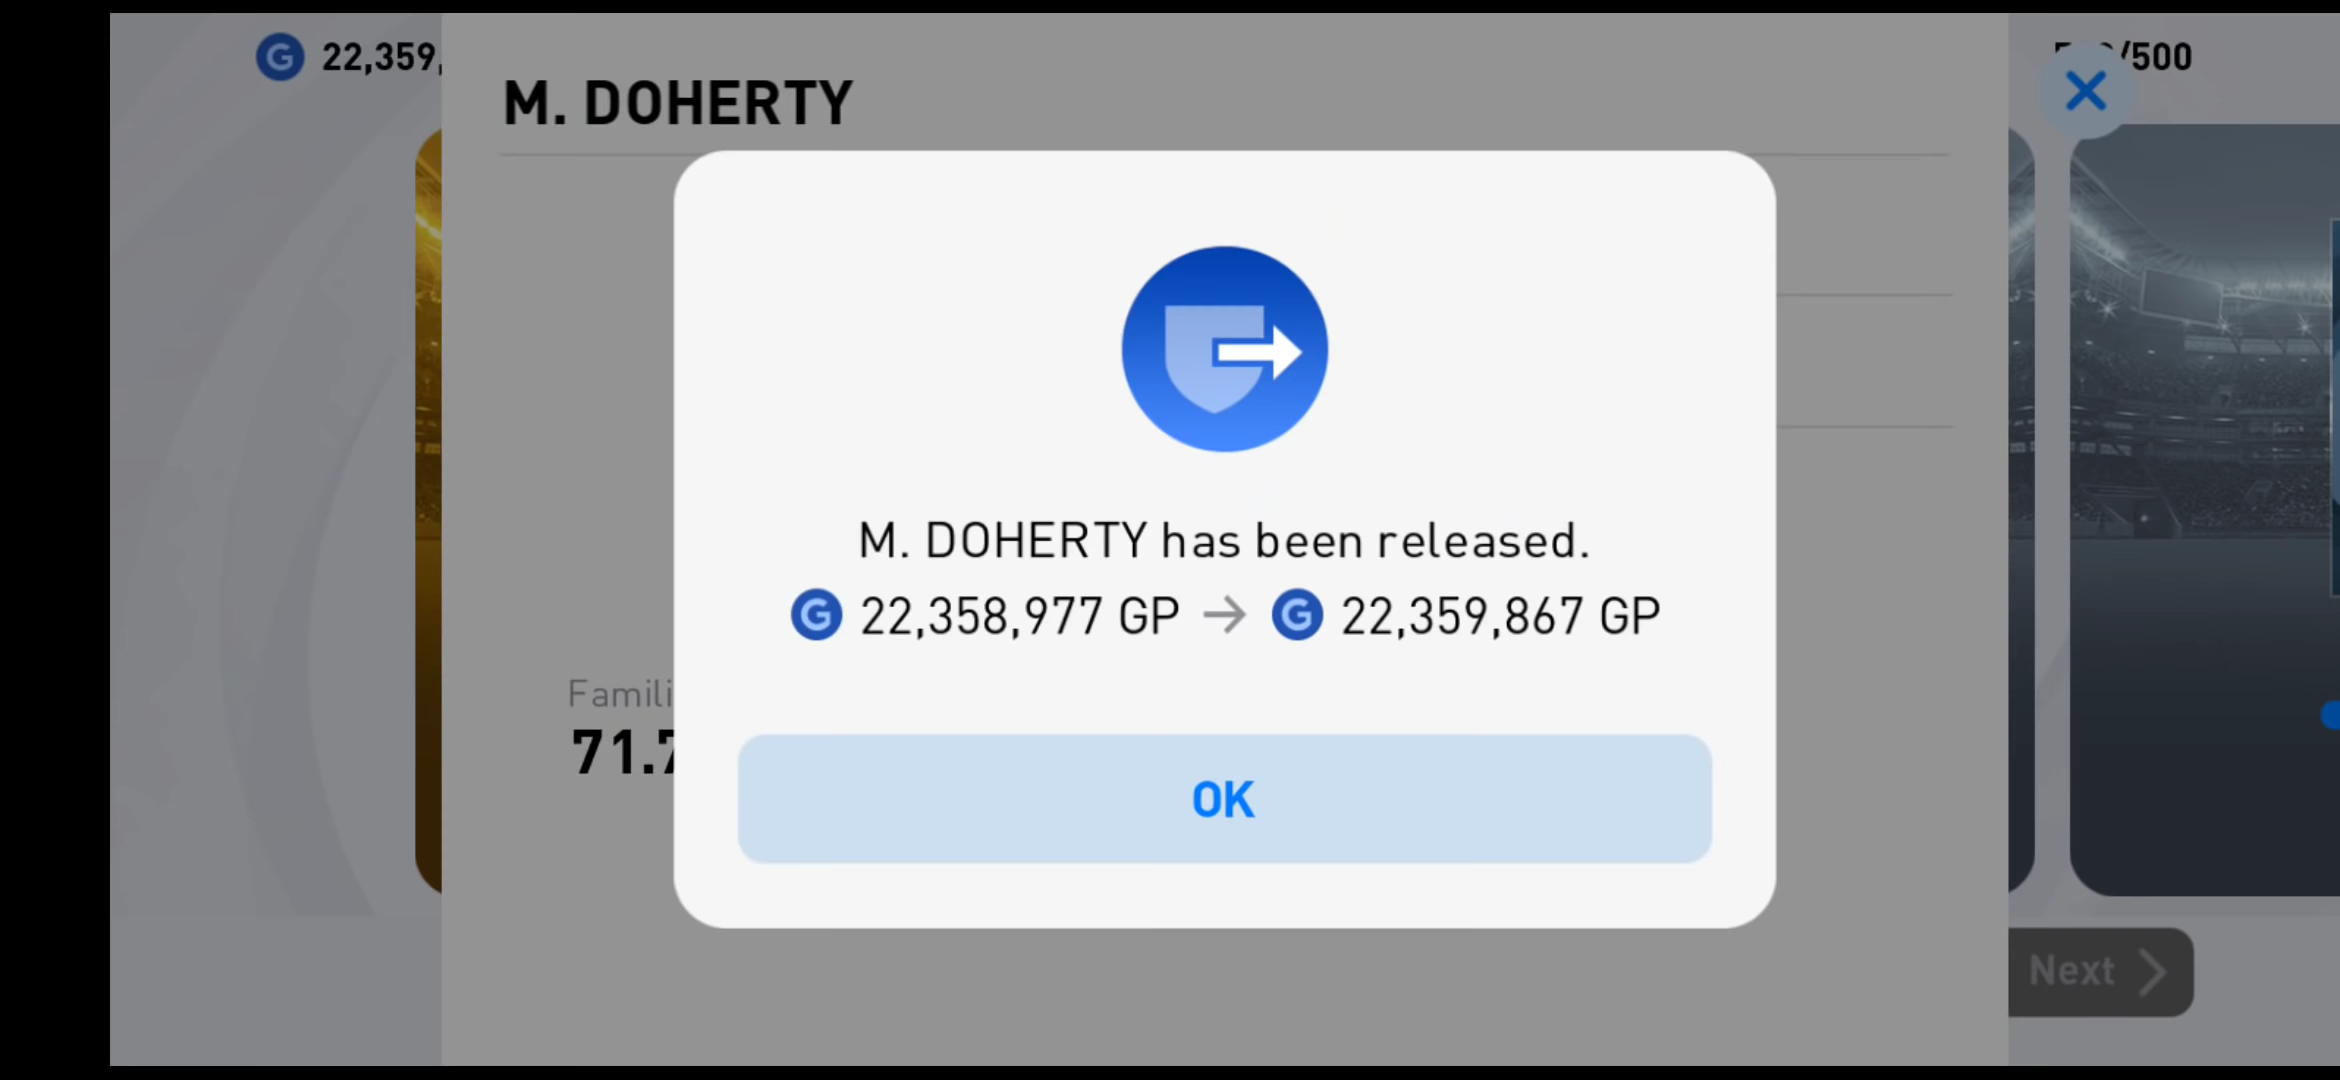 22,359,
/500
M. DOHERTY
M. DOHERTY has been released.
G 22,358,977 GP → G 22,359,867 GP
Famili
71.7
OK
Next